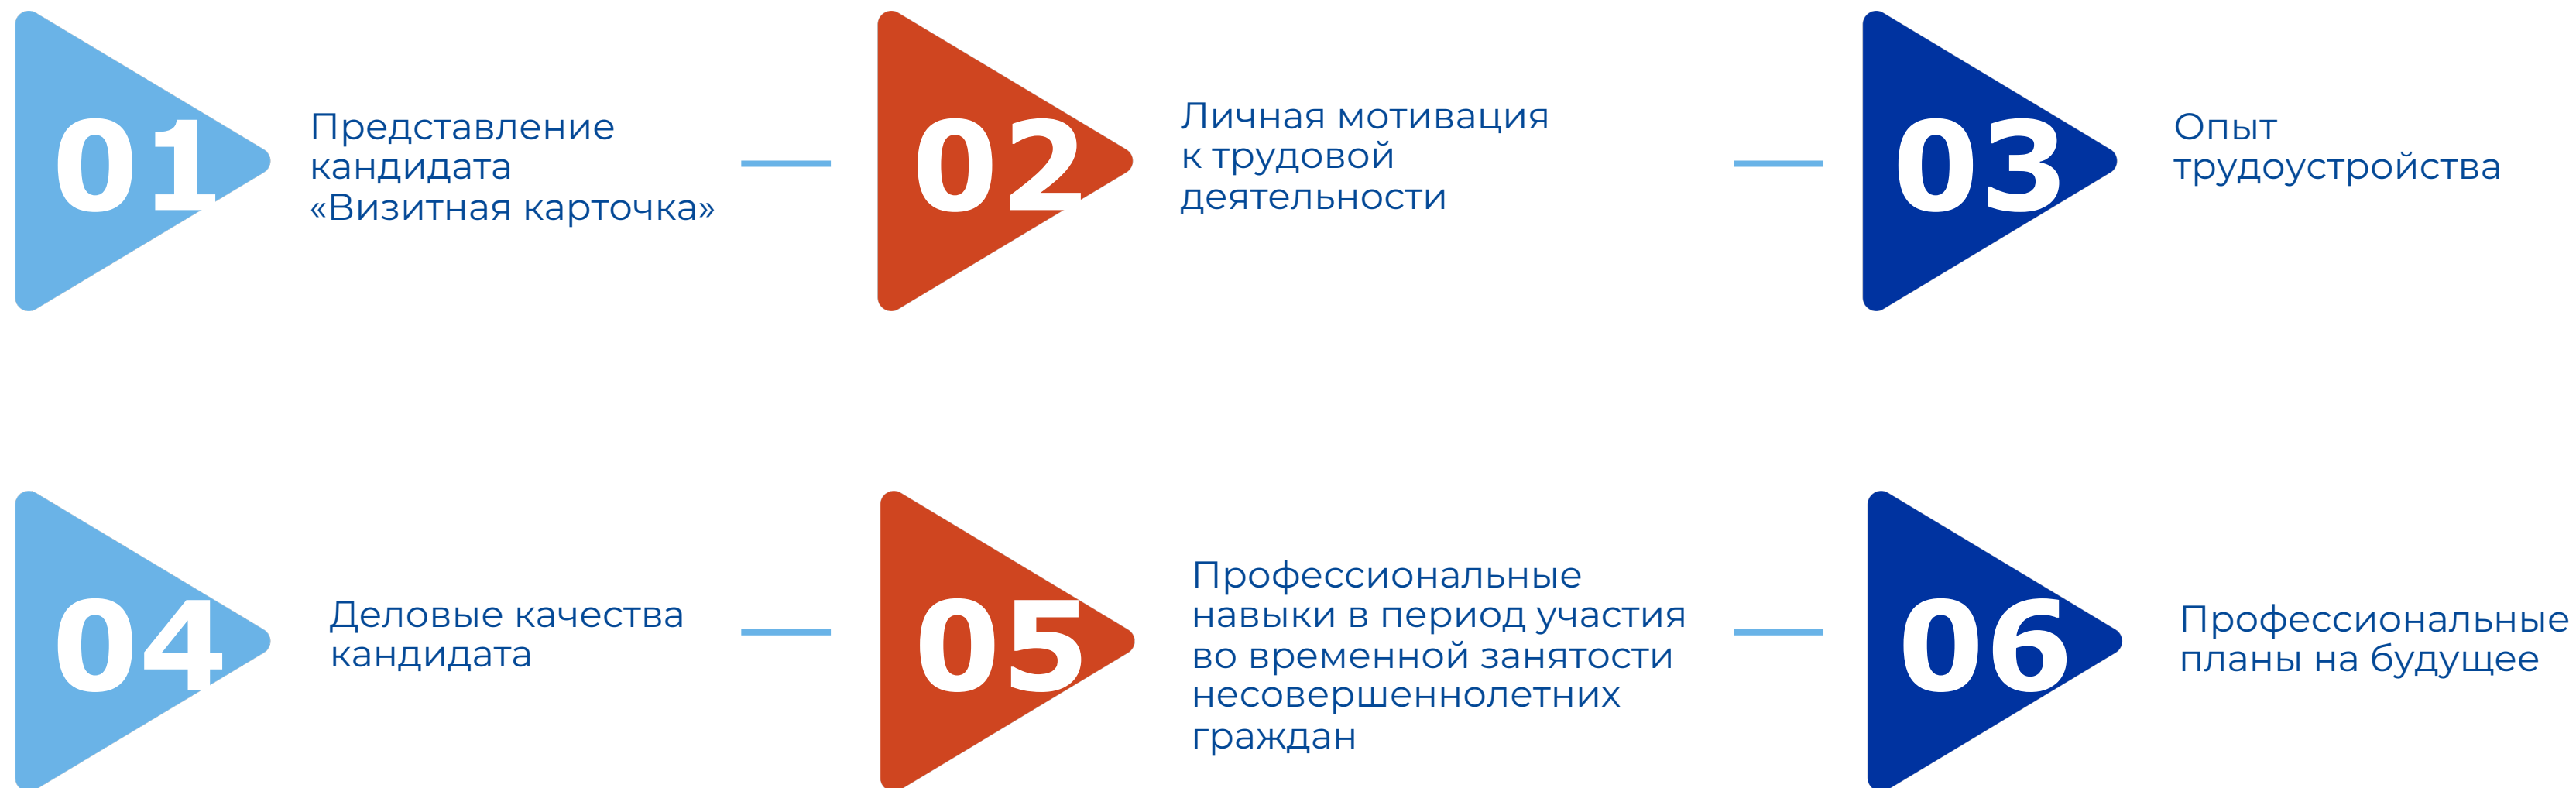 01
Представление
кандидата
«Визитная карточка»
02
Личная мотивация
к трудовой
деятельности
03
Опыт
трудоустройства
04
Деловые качества
кандидата
05
Профессиональные
навыки в период участия
во временной занятости
несовершеннолетних
граждан
06
Профессиональные
планы на будущее